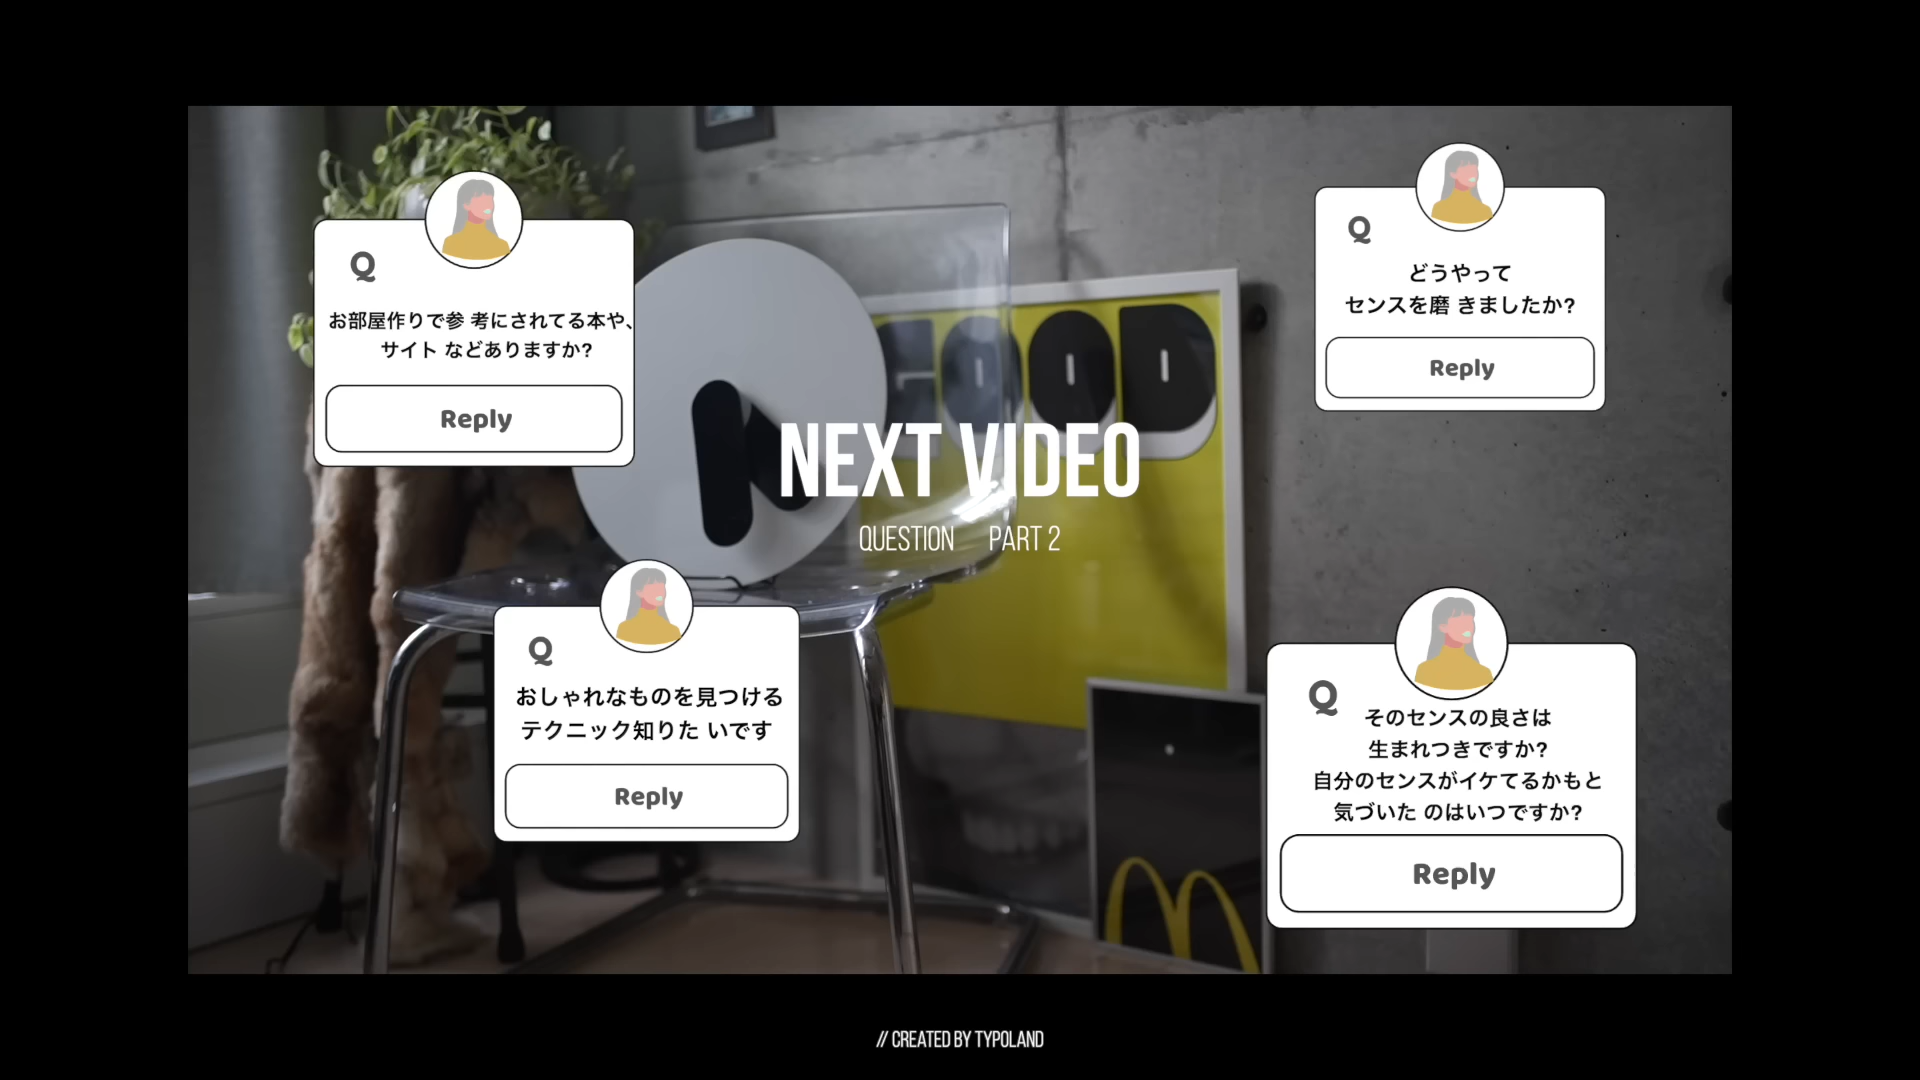 Q
お部屋作りで参 考にされてる本や、
サイト などありますか?
Reply
Q
どうやって
センスを磨 きましたか?
Reply
GOOD
NEXT VIDEO
QUESTION PART 2
Q
おしゃれなものを見つける
テクニック知りた いです
Reply
Q
そのセンスの良さは
生まれつきですか?
自分のセンスがイケてるかもと
気づいた のはいつですか?
Reply
// CREATED BY TYPOLAND